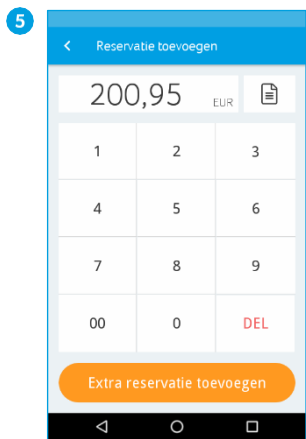 5
Reservatie toevoegen
200,95 EUR
1 2 3
4 5 6
7 8 9
00 0 DEL
Extra reservatie toevoegen